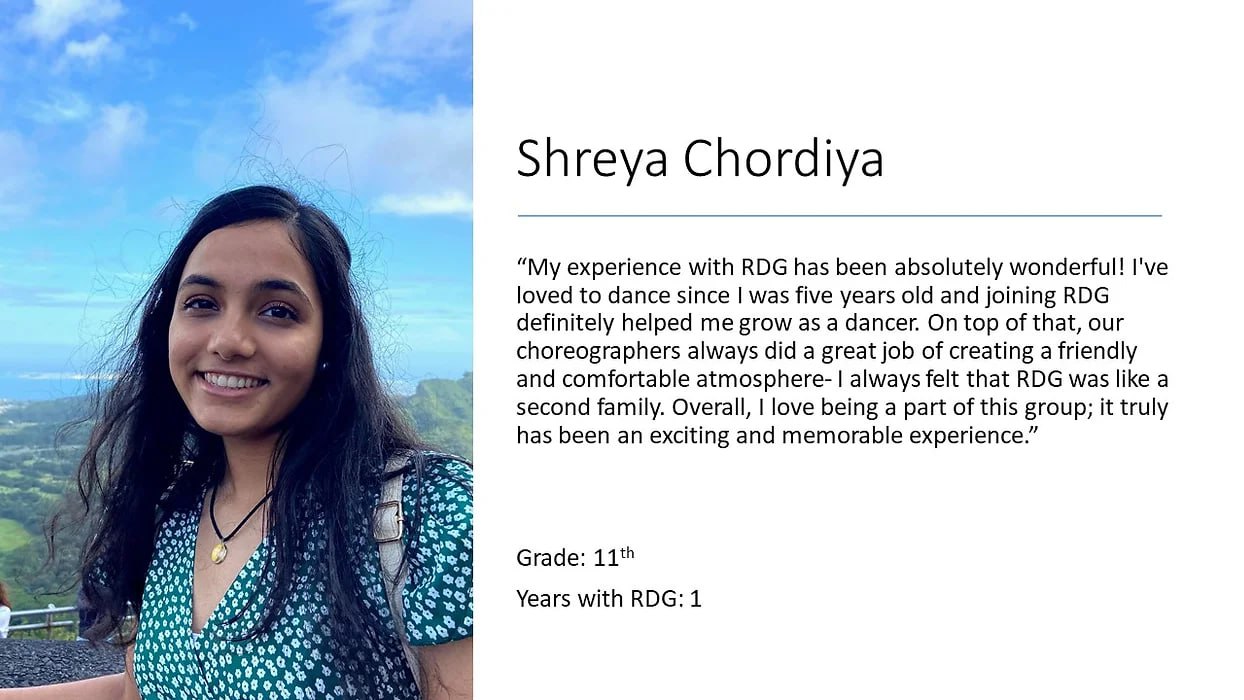 Shreya Chordiya
“My experience with RDG has been absolutely wonderful! I've
loved to dance since I was five years old and joining RDG
definitely helped me grow as a dancer. On top of that, our
choreographers always did a great job of creating a friendly
and comfortable atmosphere- I always felt that RDG was like a
second family. Overall, I love being a part of this group; it truly
has been an exciting and memorable experience.”
Grade: 11th
Years with RDG: 1